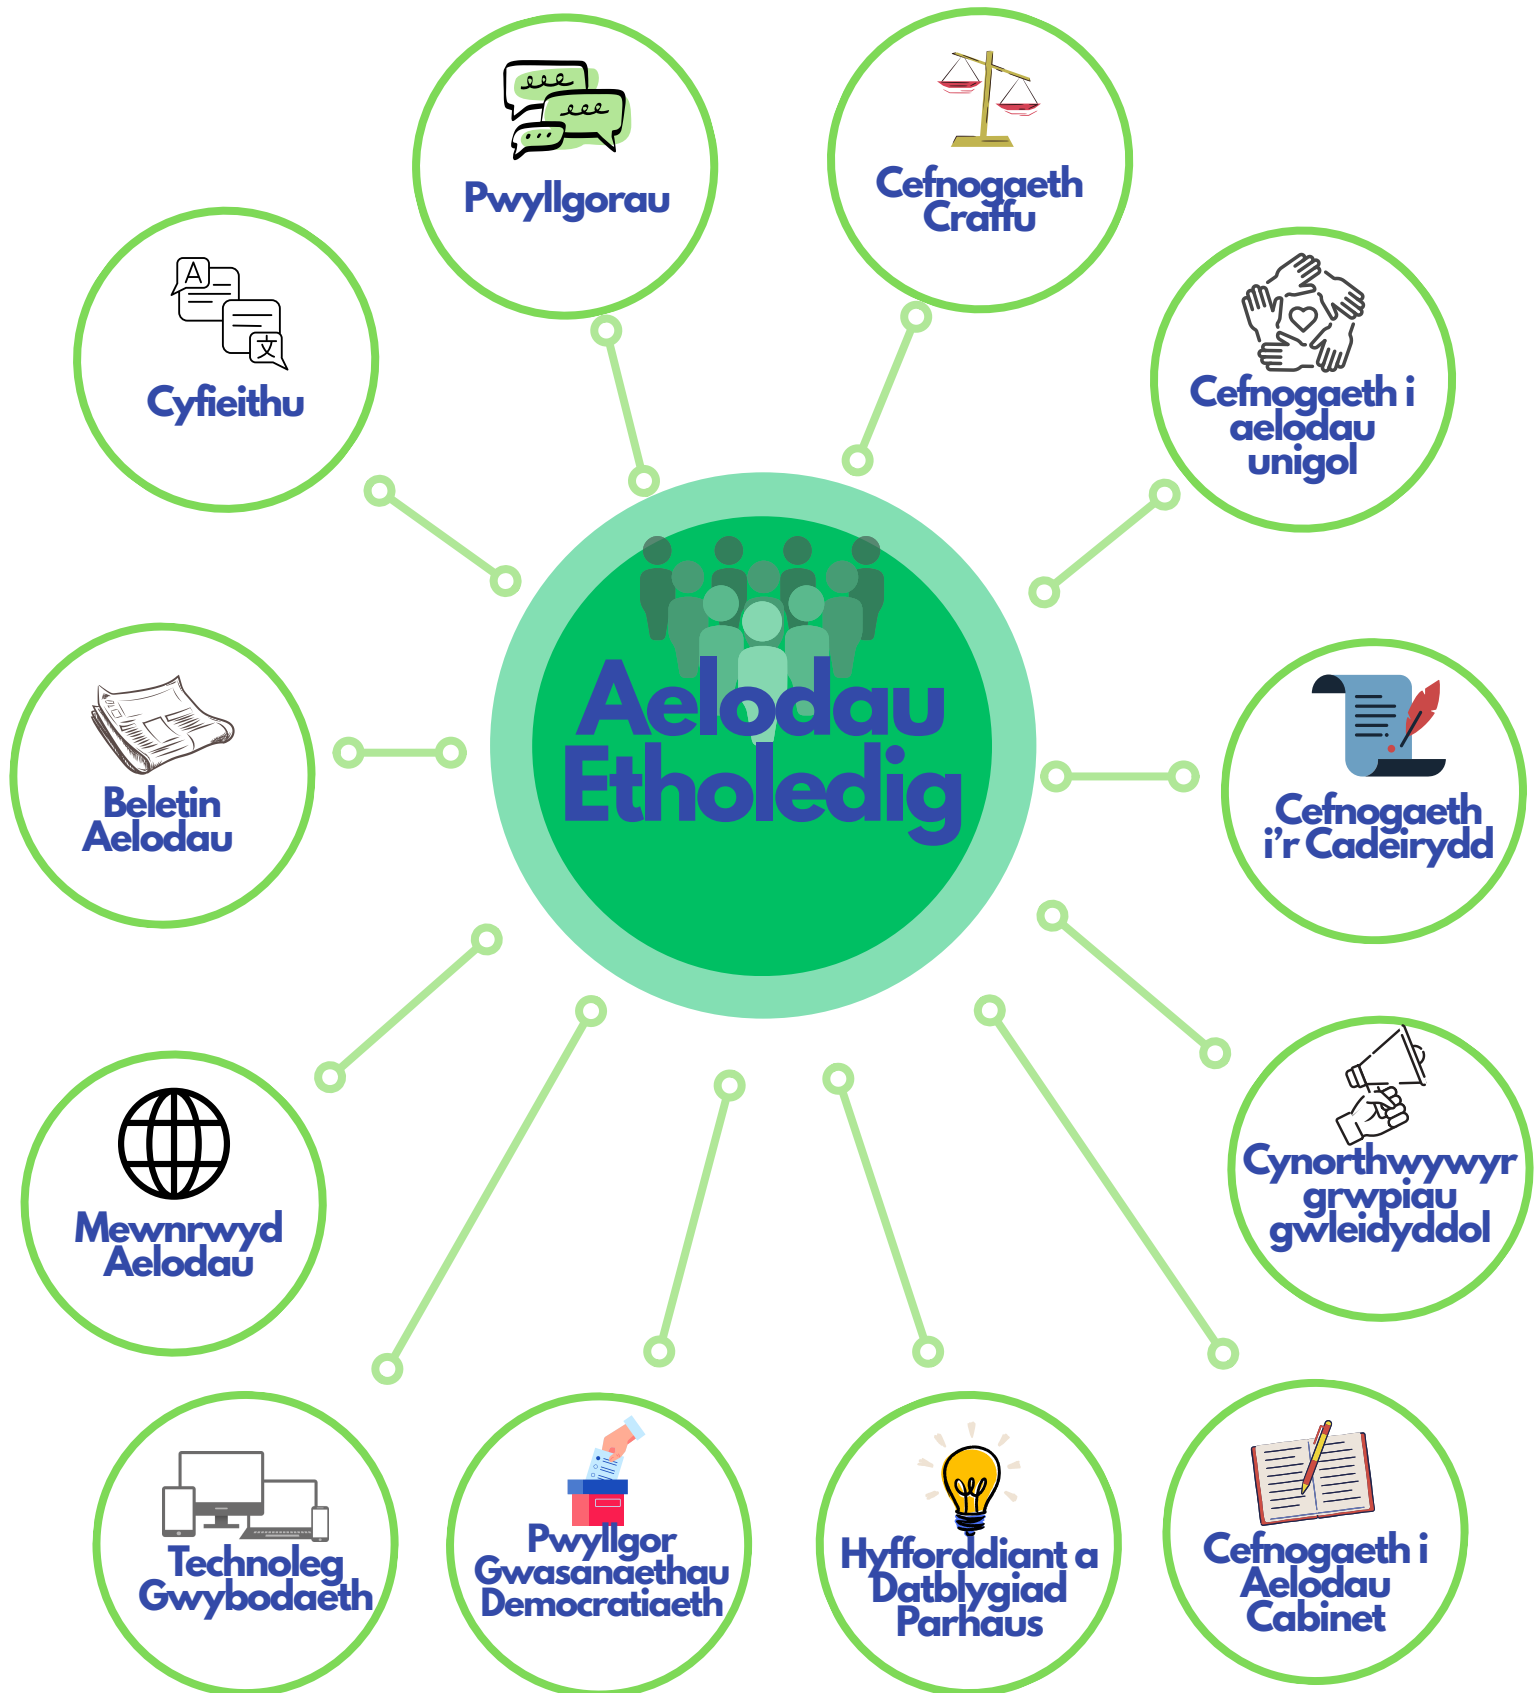 Pwyllgorau
Cefnogaeth
Craffu
Cefnogaeth i
aelodau
unigol
Cefnogaeth
i’r Cadeirydd
Cynorthwywyr
grwpiau
gwleidyddol
Cefnogaeth i
Aelodau
Cabinet
Hyfforddiant a
Datblygiad
Parhaus
Pwyllgor
Gwasanaethau
Democratiaeth
Technoleg
Gwybodaeth
Mewnrwyd
Aelodau
Beletin
Aelodau
A
文
Cyfieithu
Aelodau
Etholedig